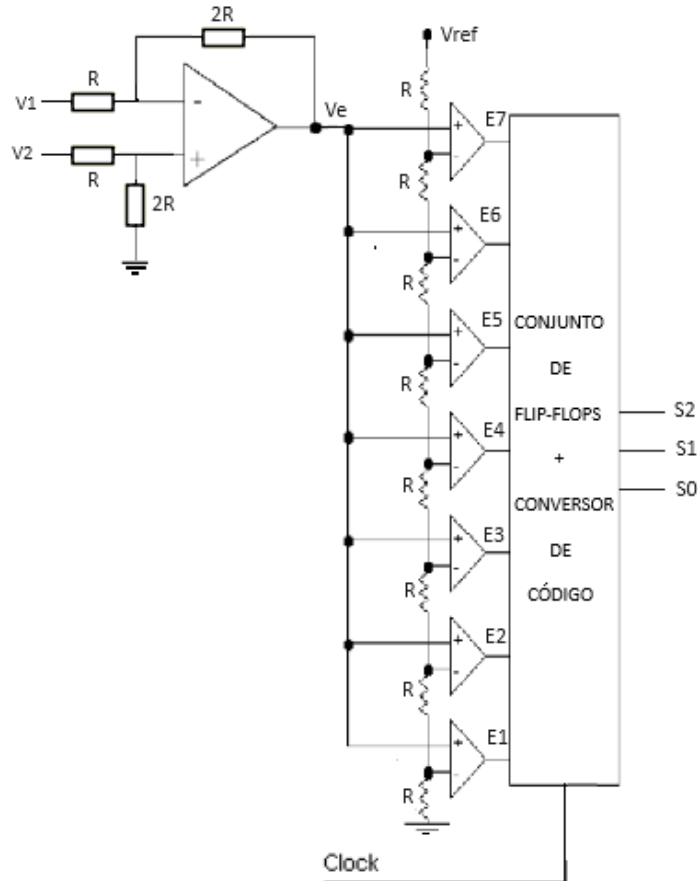 2R
Vref
R
R
V1
-
Ve
E7
+
-
V2
+
R
R
2R
E6
+
-
R
E5
CONJUNTO
+
-
DE
R
FLIP-FLOPS
S2
E4
+
-
+
S1
R
CONVERSOR
S0
E3
+
-
DE
R
CÓDIGO
E2
+
-
R
E1
+
-
R
Clock